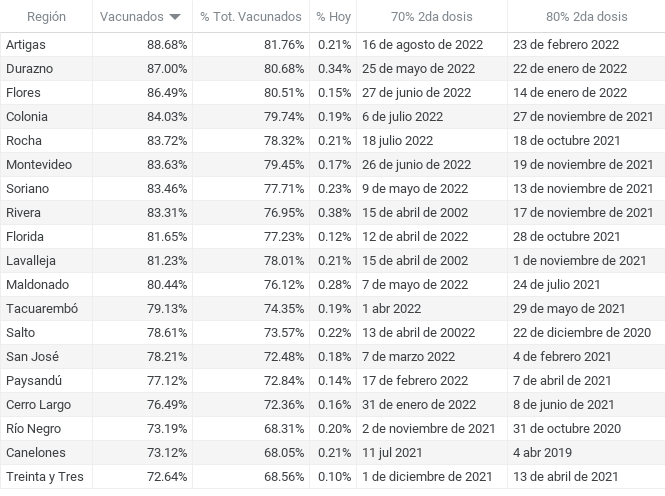 Región Vacunados % Tot. Vacunados % Hoy 70% 2da dosis 80% 2da dosis
Artigas 88.68% 81.76% 0.21% 16 de agosto de 2022 23 de febrero 2022
Durazno 87.00% 80.68% 0.34% 25 de mayo de 2022 22 de enero de 2022
Flores 86.49% 80.51% 0.15% 27 de junio de 2022 14 de enero de 2022
Colonia 84.03% 79.74% 0.19% 6 de julio 2022 27 de noviembre de 2021
Rocha 83.72% 78.32% 0.21% 18 julio 2022 18 de octubre 2021
Montevideo 83.63% 79.45% 0.17% 26 de junio de 2022 19 de noviembre de 2021
Soriano 83.46% 77.71% 0.23% 9 de mayo de 2022 13 de noviembre de 2021
Rivera 83.31% 76.95% 0.38% 15 de abril de 2002 17 de noviembre de 2021
Florida 81.65% 77.23% 0.12% 12 de abril de 2022 28 de octubre 2021
Lavalleja 81.23% 78.01% 0.21% 15 de abril de 2002 1 de noviembre de 2021
Maldonado 80.44% 76.12% 0.28% 7 de mayo de 2022 24 de julio 2021
Tacuarembó 79.13% 74.35% 0.19% 1 abr 2022 29 de mayo de 2021
Salto 78.61% 73.57% 0.22% 13 de abril de 20022 22 de diciembre de 2020
San José 78.21% 72.48% 0.18% 7 de marzo 2022 4 de febrero 2021
Paysandú 77.12% 72.84% 0.14% 17 de febrero 2022 7 de abril de 2021
Cerro Largo 76.49% 72.36% 0.16% 31 de enero de 2022 8 de junio de 2021
Río Negro 73.19% 68.31% 0.20% 2 de noviembre de 2021 31 de octubre 2020
Canelones 73.12% 68.05% 0.21% 11 jul 2021 4 abr 2019
Treinta y Tres 72.64% 68.56% 0.10% 1 de diciembre de 2021 13 de abril de 2021